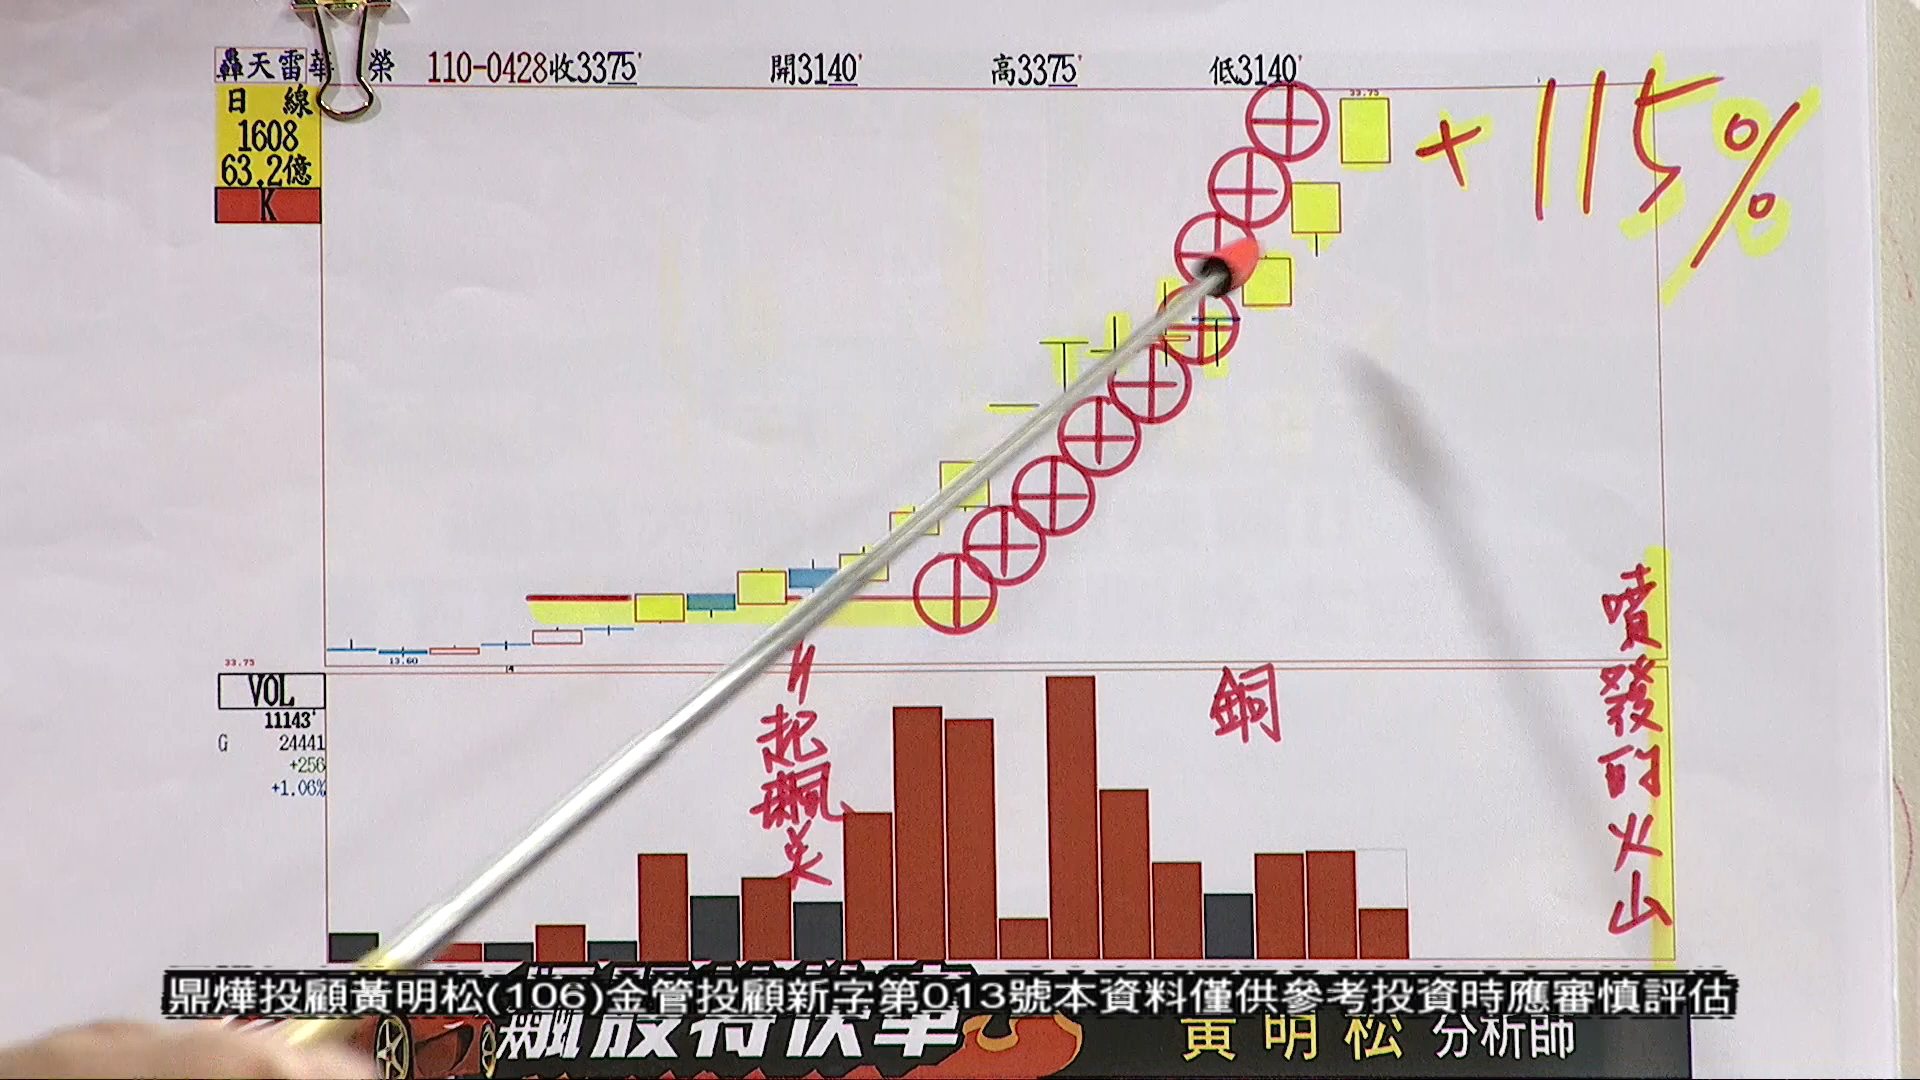 轟天雷華 榮 110-0428收3375' 開3140' 高3375' 低3140'
日 線
1608
63.2億
K
33.75
+115%
13.60
33.75
14
VOL
11143'
G 24441
+256
+1.06%
起飆
銅
噴發的火山
鼎燁投顧黃明松(106)金管投顧新字第013號本資料僅供參考投資時應審慎評估
黃明松 分析師